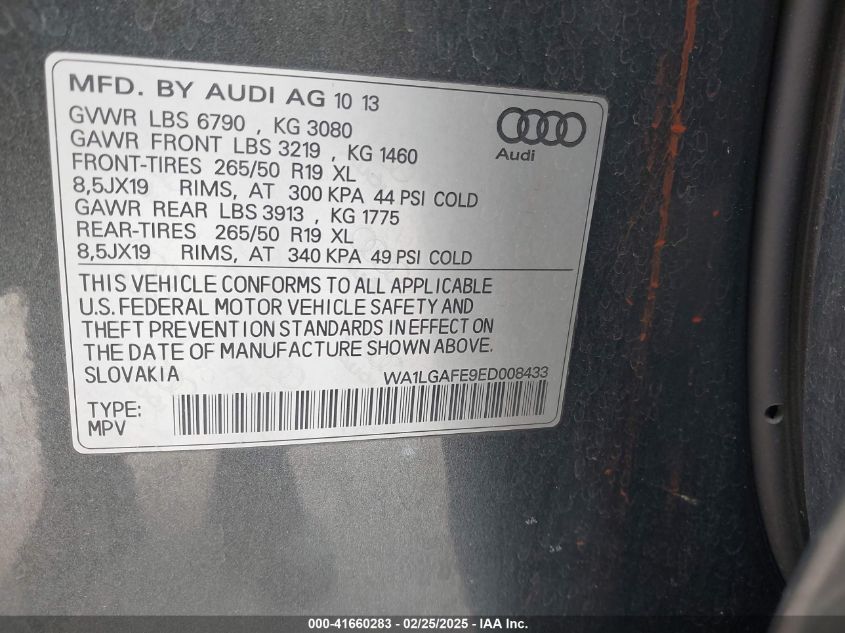 MFD. BY AUDI AG 10 13
GVWR LBS 6790 , KG 3080
GAWR FRONT LBS 3219 , KG 1460
FRONT-TIRES 265/50 R19 XL
8,5JX19 RIMS, AT 300 KPA 44 PSI COLD
GAWR REAR LBS 3913 , KG 1775
REAR-TIRES 265/50 R19 XL
8,5JX19 RIMS, AT 340 KPA 49 PSI COLD
Audi
THIS VEHICLE CONFORMS TO ALL APPLICABLE
U.S. FEDERAL MOTOR VEHICLE SAFETY AND
THEFT PREVENTION STANDARDS IN EFFECT ON
THE DATE OF MANUFACTURE SHOWN ABOVE.
SLOVAKIA WA1LGAFE9ED008433
TYPE:
MPV
000-41660283 - 02/25/2025 - IAA Inc.